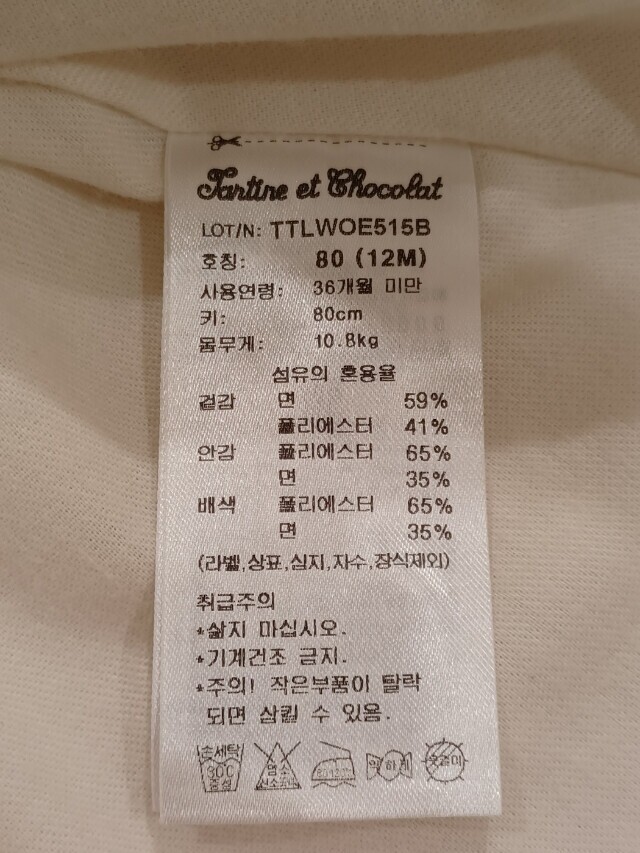 Tartine et Chocolat
LOT/N: TTLWOE515B
호칭: 80 (12M)
사용연령: 36개월 미만
키: 80cm
몸무게: 10.8kg
섬유의 혼용율
겉감 면 59%
폴리에스터 41%
안감 폴리에스터 65%
면 35%
배색 폴리에스터 65%
면 35%
(라벨,상표,심지,자수,장식제외)
취급주의
*삶지 마십시오.
*기계건조 금지.
*주의! 작은부품이 탈락
되면 삼킬 수 있음.
손세탁 30C 중성
염소
약하게
옷걸이